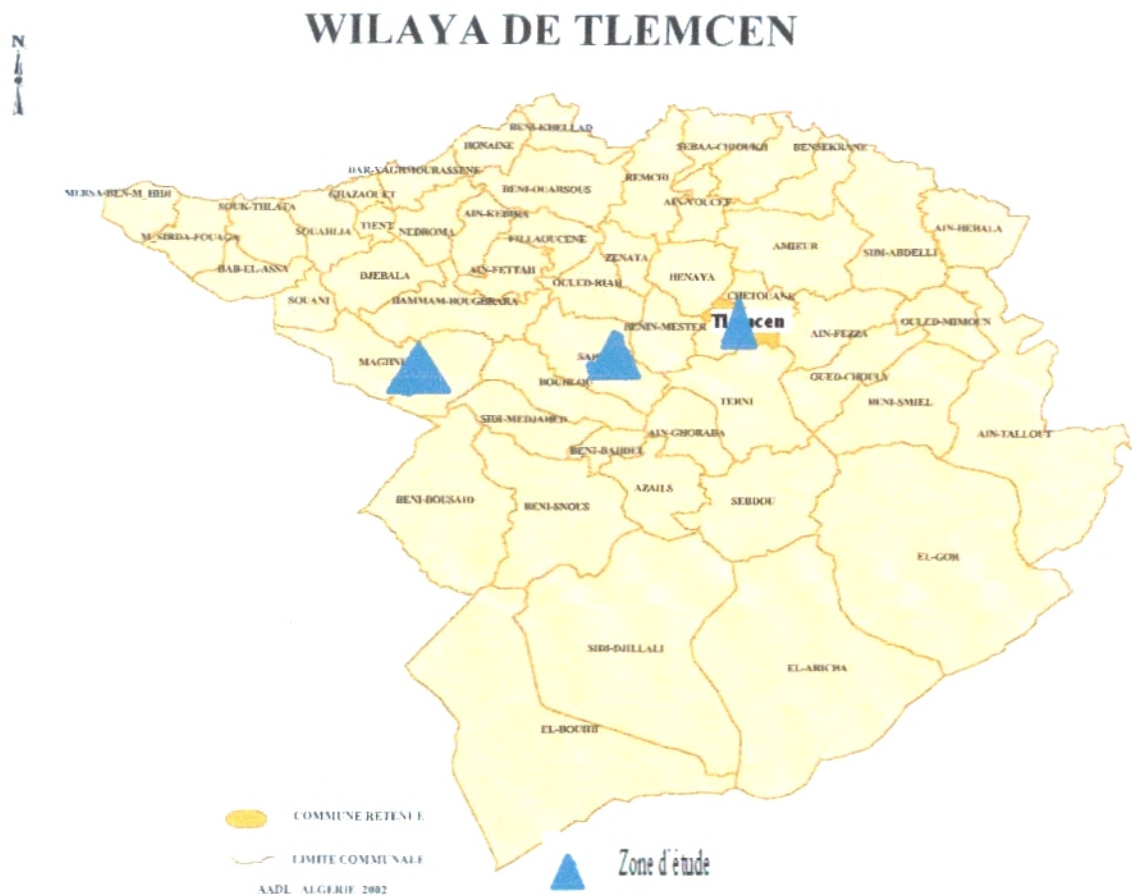 WILAYA DE TLEMCEN
N
BENI-KHELLAD
HONAINE
SEBAA-CHIOUKH
BENSEKRANE
DAR-YAGHMOURASSENE
REMCHI
MERSA-BEN-M_HIDI
GHAZAOUET
BENI-OUARSOUS
SOUK-THLATA
AIN-KEBIRA
AIN-YOUCEF
M_SIRDA-FOUAGA
SOUAHLIA
TIENT
NEDROMA
FILLAOUCENE
AMIEUR
AIN-NEHALA
SIDI-ABDELLI
BAB-EL-ASSA
DJEBALA
AIN-FETTAH
ZENATA
HENAYA
OULED-RIAH
SOUANI
HAMMAM-BOUGHRARA
CHETOUANE
BENIN-MESTER
Tlemcen
AIN-FEZZA
OULED-MIMOUN
BOUHLOU
OUED-CHOULY
TERNI
BENI-SMIEL
SIDI-MEDJAHED
AIN-GHORABA
AIN-TALLOUT
BENI-BAHDEL
AZAILS
BENI-BOUSAID
BENI-SNOUS
SEBDOU
EL-GOR
SIDI-DJILLALI
EL-ARICHA
EL-BOUIHI
COMMUNE RETENUE
LIMITE COMMUNALE
Zone d'étude
AADL ALGERIE 2002